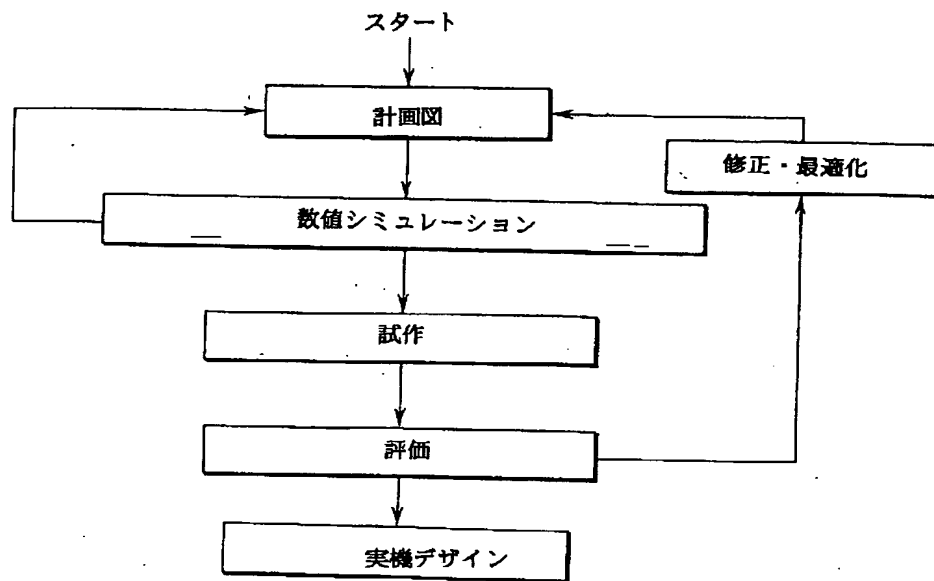 スタート
計画図
修正・最適化
数値シミュレーション
試作
評価
実機デザイン